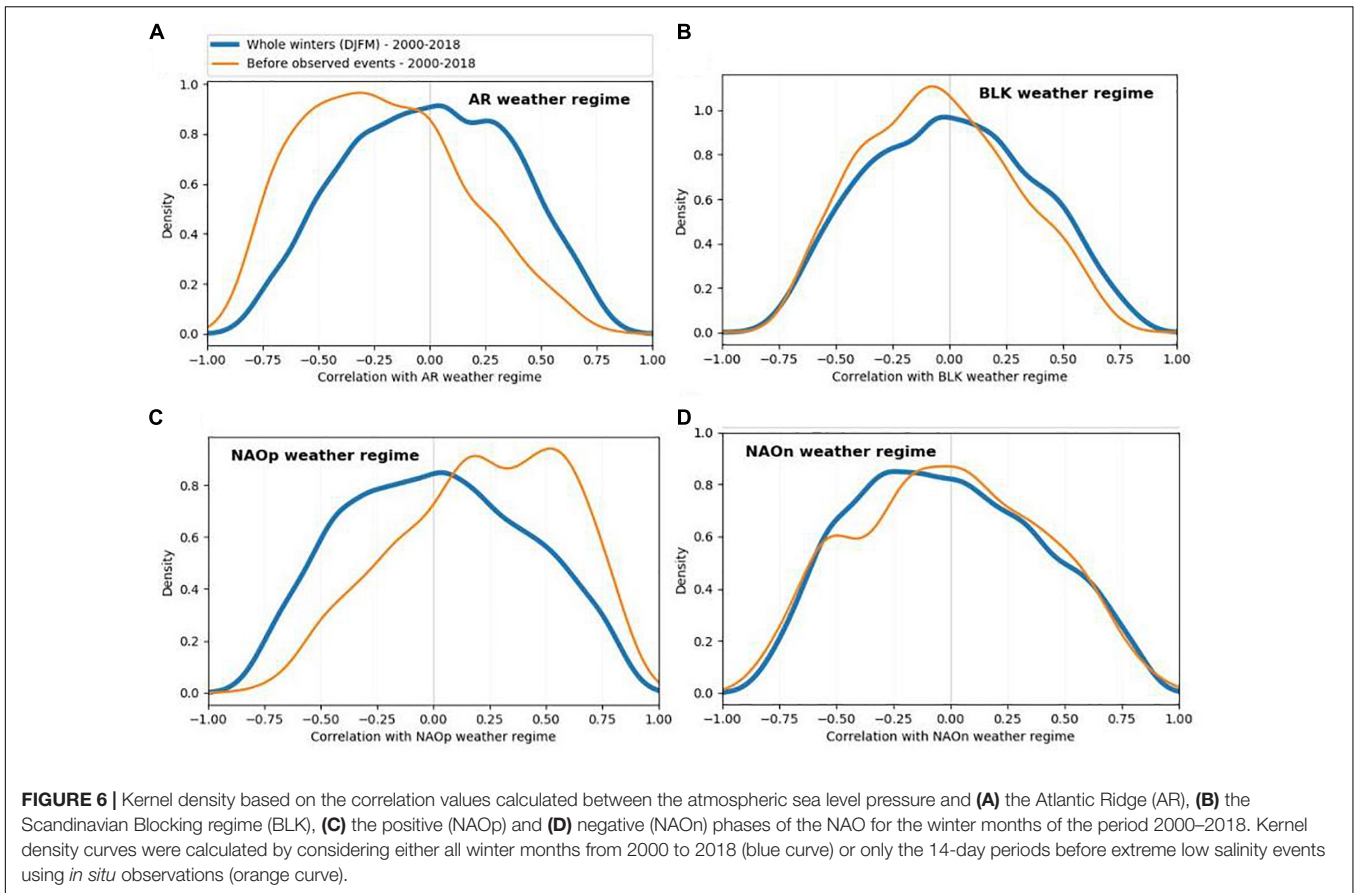 A
Whole winters (DJFM) - 2000-2018
Before observed events - 2000-2018
AR weather regime
1.0
0.8
0.6
0.4
0.2
0.0
Density
−1.00 −0.75 −0.50 −0.25 0.00 0.25 0.50 0.75 1.00
Correlation with AR weather regime
B
BLK weather regime
1.0
0.8
0.6
0.4
0.2
0.0
Density
−1.00 −0.75 −0.50 −0.25 0.00 0.25 0.50 0.75 1.00
Correlation with BLK weather regime
C
NAOp weather regime
0.8
0.6
0.4
0.2
0.0
Density
−1.00 −0.75 −0.50 −0.25 0.00 0.25 0.50 0.75 1.00
Correlation with NAOp weather regime
D
NAOn weather regime
1.0
0.8
0.6
0.4
0.2
0.0
Density
−1.00 −0.75 −0.50 −0.25 0.00 0.25 0.50 0.75 1.00
Correlation with NAOn weather regime
FIGURE 6 | Kernel density based on the correlation values calculated between the atmospheric sea level pressure and (A) the Atlantic Ridge (AR), (B) the
Scandinavian Blocking regime (BLK), (C) the positive (NAOp) and (D) negative (NAOn) phases of the NAO for the winter months of the period 2000–2018. Kernel
density curves were calculated by considering either all winter months from 2000 to 2018 (blue curve) or only the 14-day periods before extreme low salinity events
using in situ observations (orange curve).